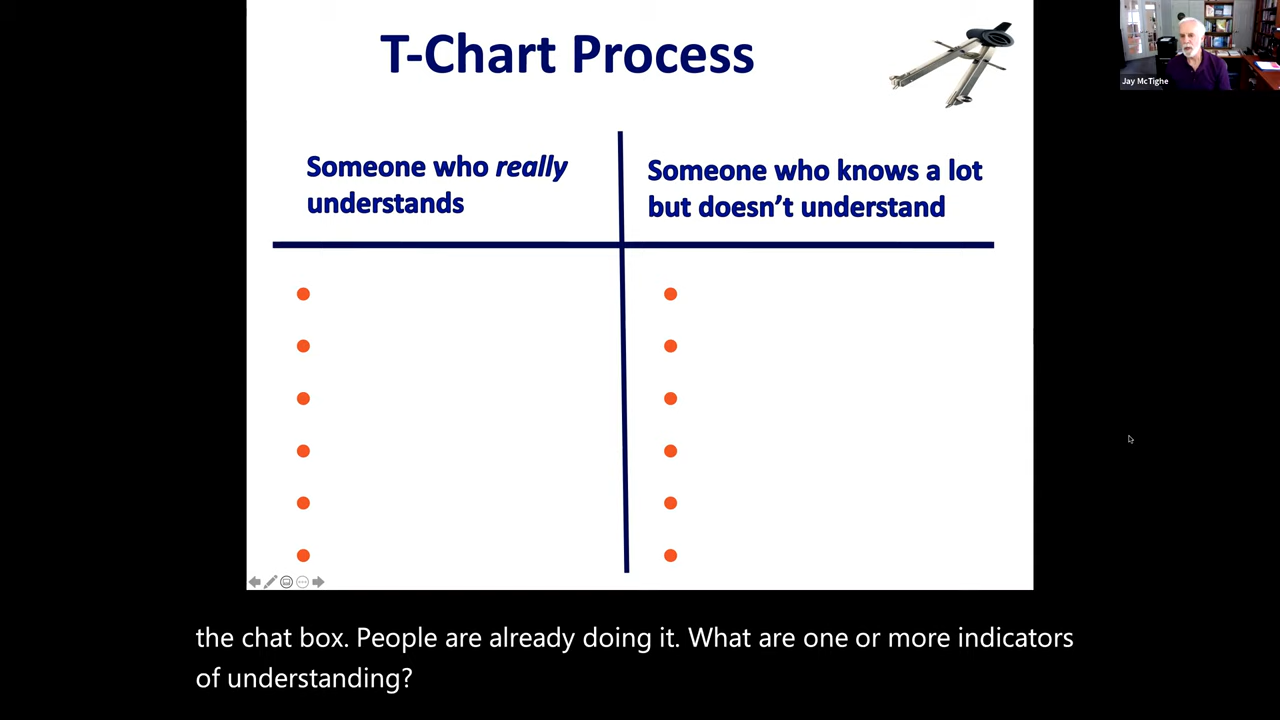 T-Chart Process
Jay McTighe
Someone who really
understands
Someone who knows a lot
but doesn’t understand
the chat box. People are already doing it. What are one or more indicators
of understanding?